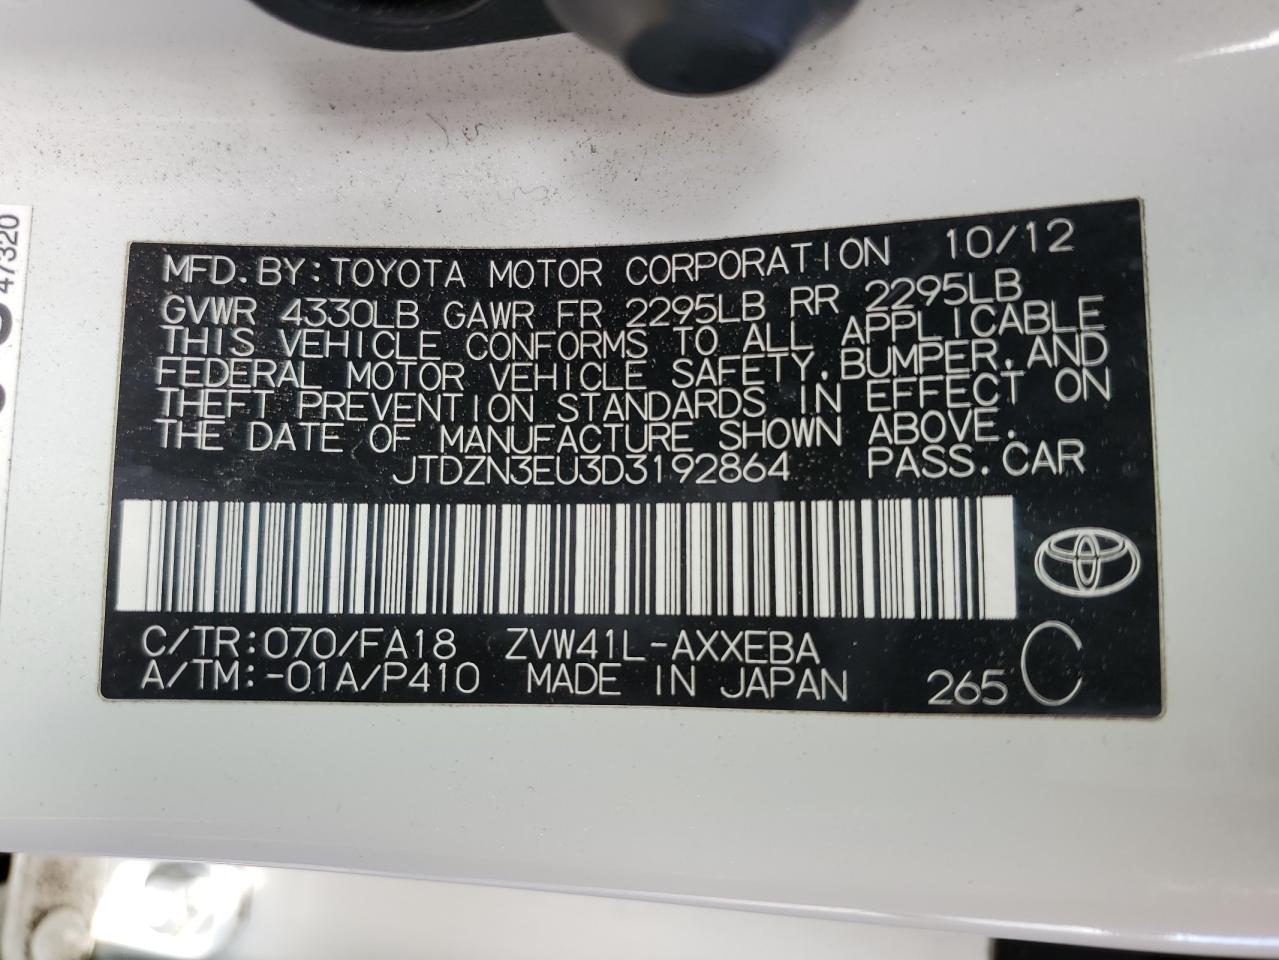 MFD. BY: TOYOTA MOTOR CORPORATION 10/12
GVWR 4330LB GAWR FR 2295LB RR 2295LB
THIS VEHICLE CONFORMS TO ALL APPLICABLE
FEDERAL MOTOR VEHICLE SAFETY, BUMPER, AND
THEFT PREVENTION STANDARDS IN EFFECT ON
THE DATE OF MANUFACTURE SHOWN ABOVE.
JTDZN3EU3D3192864 PASS. CAR
C/TR: 070/FA18 ZVW41L-AXXEBA
A/TM: -01A/P410 MADE IN JAPAN 265 C
47320